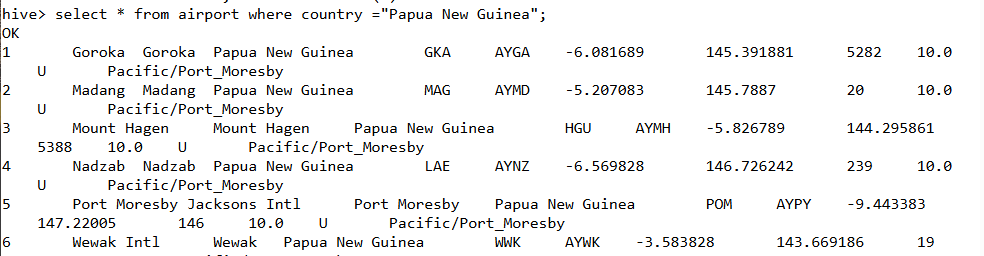 hive> select * from airport where country ="Papua New Guinea";
OK
1 Goroka Goroka Papua New Guinea GKA AYGA -6.081689 145.391881 5282 10.0
U Pacific/Port_Moresby
2 Madang Madang Papua New Guinea MAG AYMD -5.207083 145.7887 20 10.0
U Pacific/Port_Moresby
3 Mount Hagen Mount Hagen Papua New Guinea HGU AYMH -5.826789 144.295861
5388 10.0 U Pacific/Port_Moresby
4 Nadzab Nadzab Papua New Guinea LAE AYNZ -6.569828 146.726242 239 10.0
U Pacific/Port_Moresby
5 Port Moresby Jacksons Intl Port Moresby Papua New Guinea POM AYPY -9.443383
147.22005 146 10.0 U Pacific/Port_Moresby
6 Wewak Intl Wewak Papua New Guinea WWK AYWK -3.583828 143.669186 19